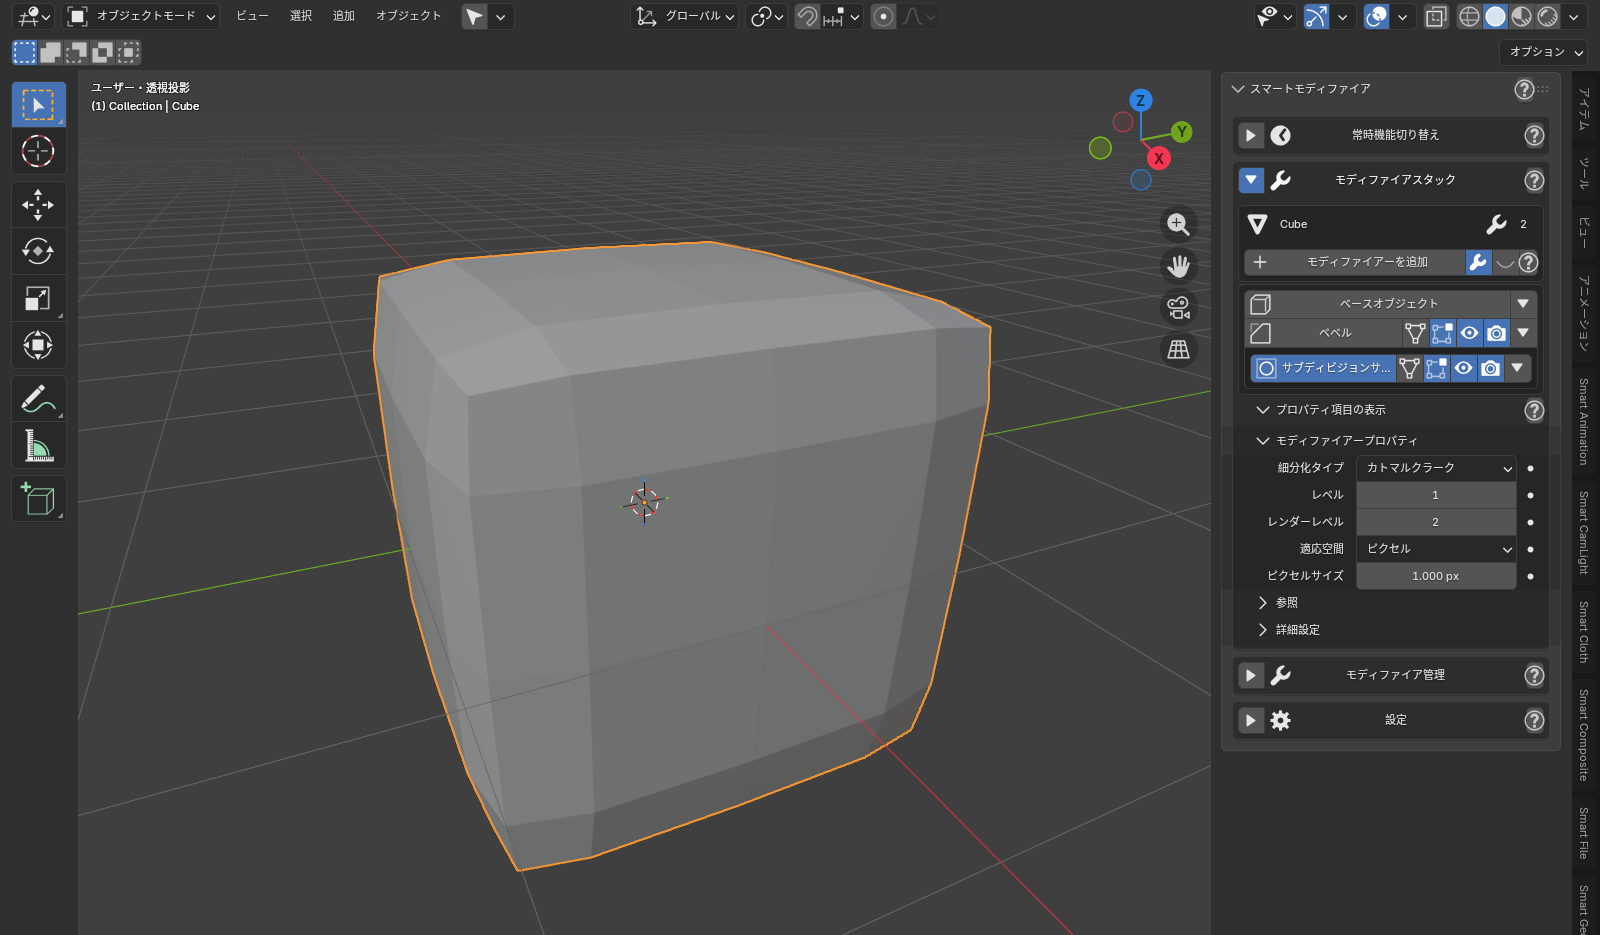 オブジェクトモード
ビュー
選択
追加
オブジェクト
グローバル
オプション
ユーザー・透視投影
(1) Collection | Cube
Z
Y
X
スマートモディファイア
常時機能切り替え
モディファイアスタック
Cube
2
モディファイアーを追加
ベースオブジェクト
ベベル
サブディビジョンサ...
プロパティ項目の表示
モディファイアープロパティ
細分化タイプ
カトマルクラーク
レベル
1
レンダーレベル
2
適応空間
ピクセル
ピクセルサイズ
1.000 px
参照
詳細設定
モディファイア管理
設定
アイテム
ツール
ビュー
アニメーション
Smart Animation
Smart CamLight
Smart Cloth
Smart Composite
Smart File
Smart Ge